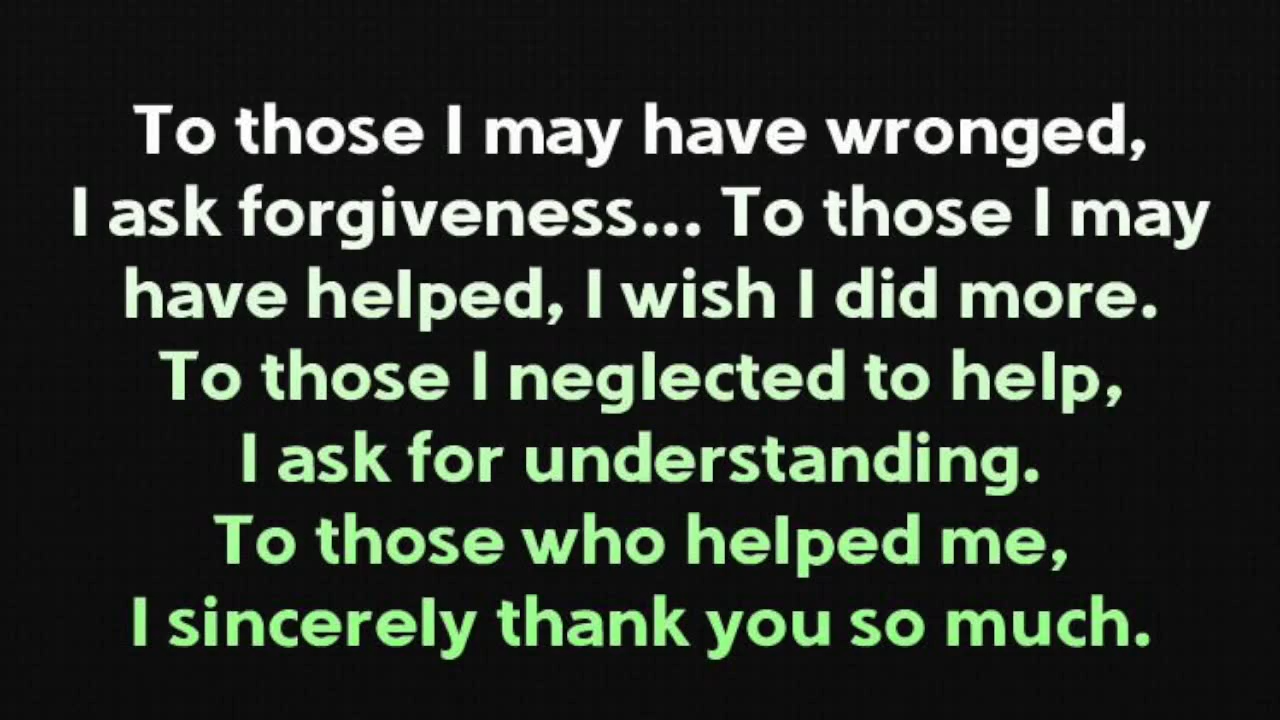 To those I may have wronged,
I ask forgiveness... To those I may
have helped, I wish I did more.
To those I neglected to help,
I ask for understanding.
To those who helped me,
I sincerely thank you so much.